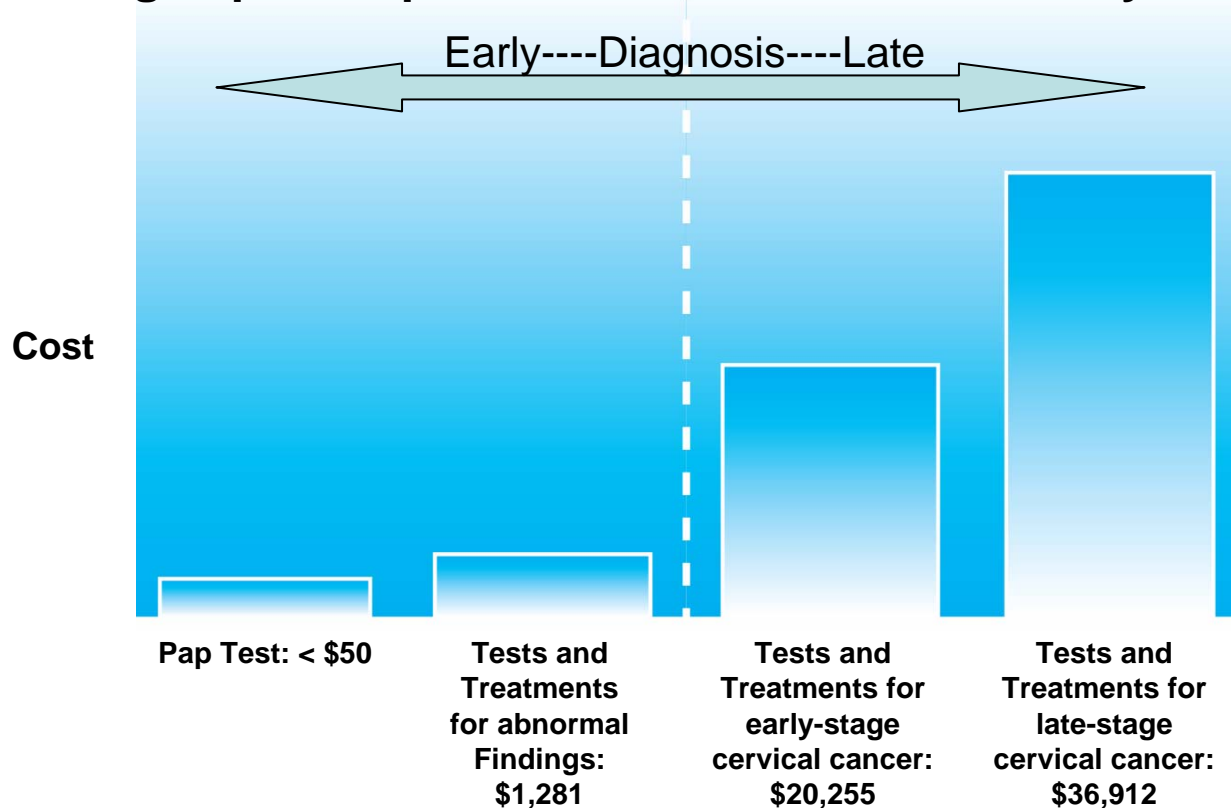 Early----Diagnosis----Late
Cost
Pap Test: < $50
Tests and
Treatments
for abnormal
Findings:
$1,281
Tests and
Treatments for
early-stage
cervical cancer:
$20,255
Tests and
Treatments for
late-stage
cervical cancer:
$36,912